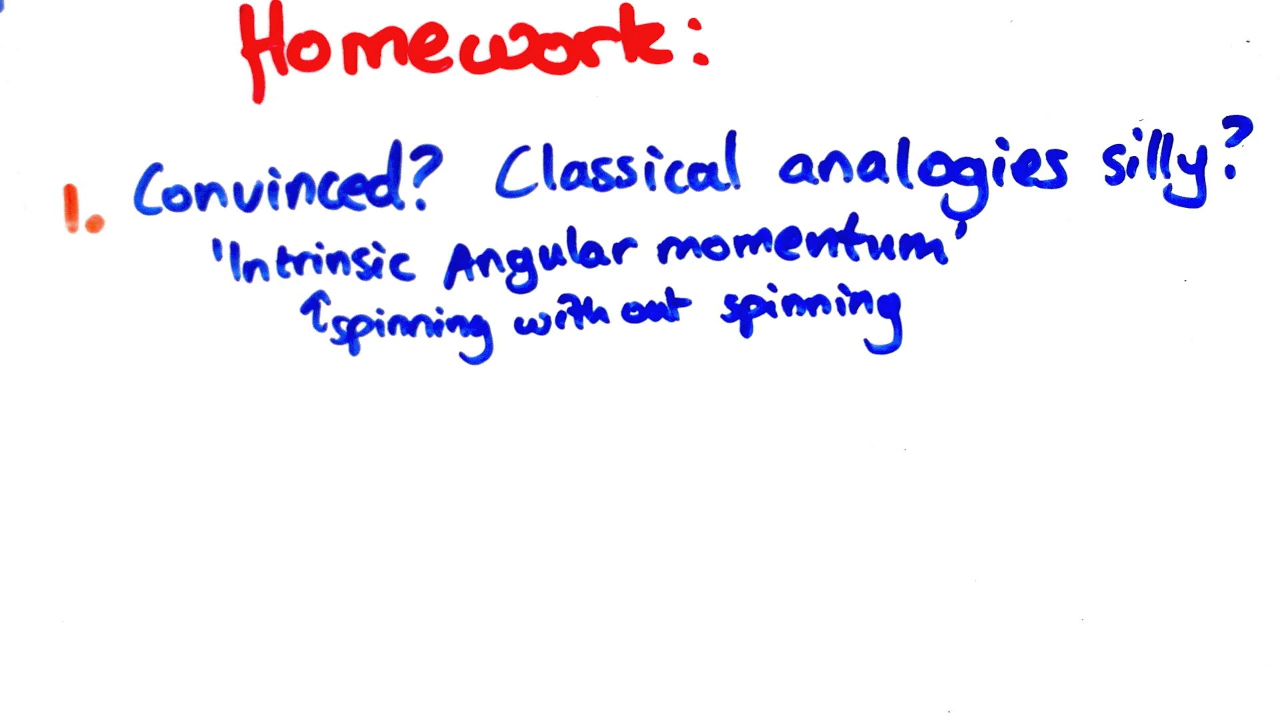 Homework:
1. Convinced? Classical analogies silly?
'Intrinsic Angular momentum'
↑spinning with out spinning